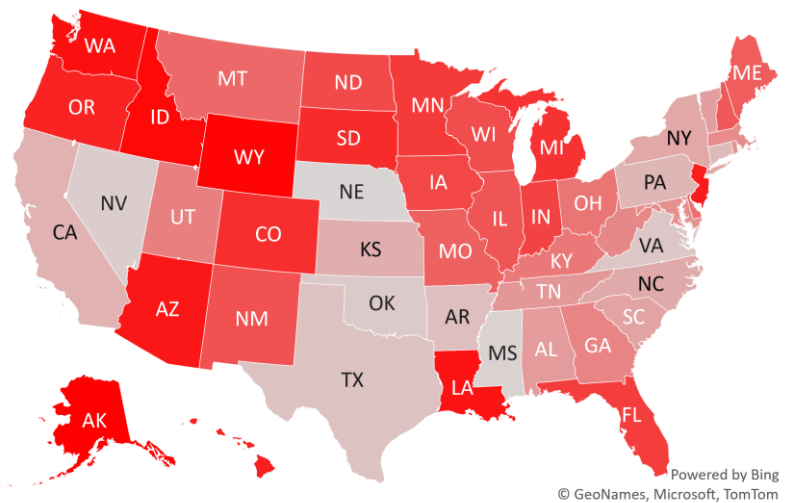 WA
ME
MT
ND
OR
MN
ID
WI
NY
SD
MI
WY
IA
PA
NE
NV
OH
IL
IN
UT
CO
CA
VA
KS
MO
KY
NC
TN
OK
AZ
NM
AR
SC
MS
AL
GA
TX
LA
FL
AK
Powered by Bing
© GeoNames, Microsoft, TomTom